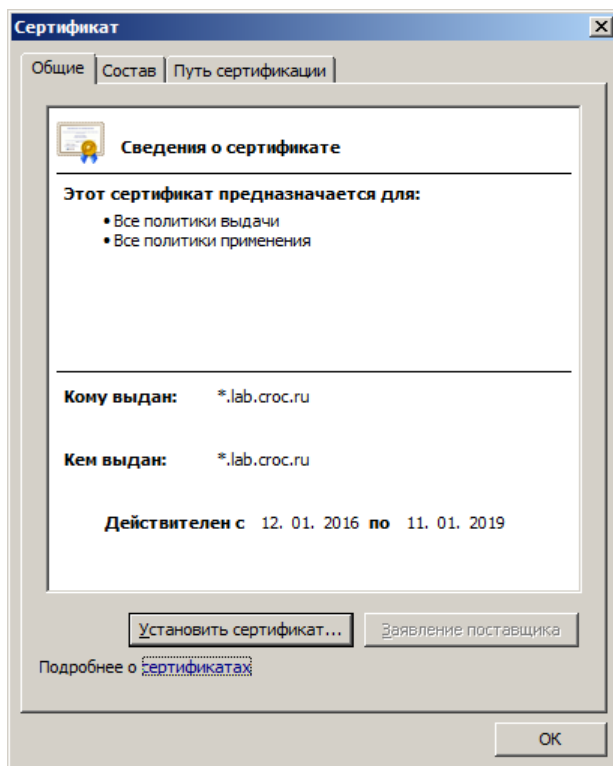 Сертификат
Общие Состав Путь сертификации
Сведения о сертификате
Этот сертификат предназначается для:
• Все политики выдачи
• Все политики применения
Кому выдан: *.lab.croc.ru
Кем выдан: *.lab.croc.ru
Действителен с 12. 01. 2016 по 11. 01. 2019
Установить сертификат... Заявление поставщика
Подробнее о сертификатах
OK